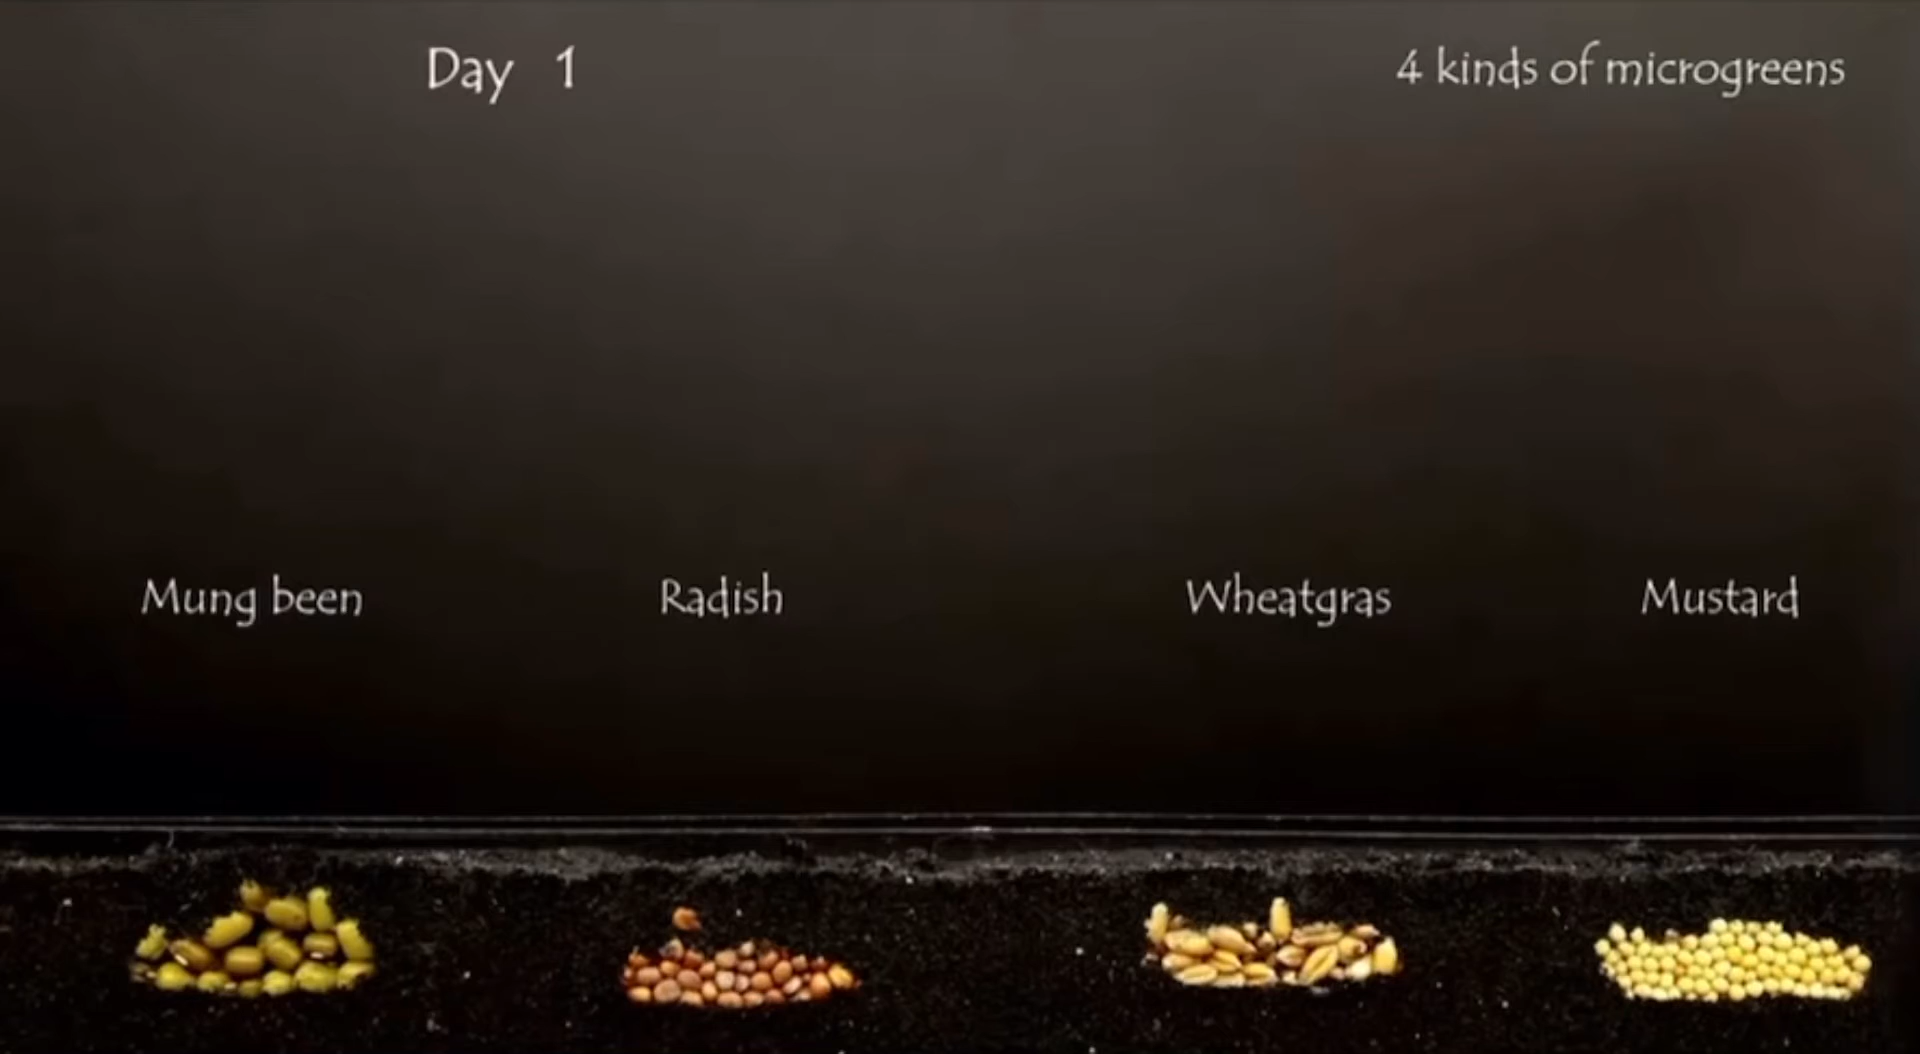 Day 1
4 kinds of microgreens
Mung been
Radish
Wheatgras
Mustard